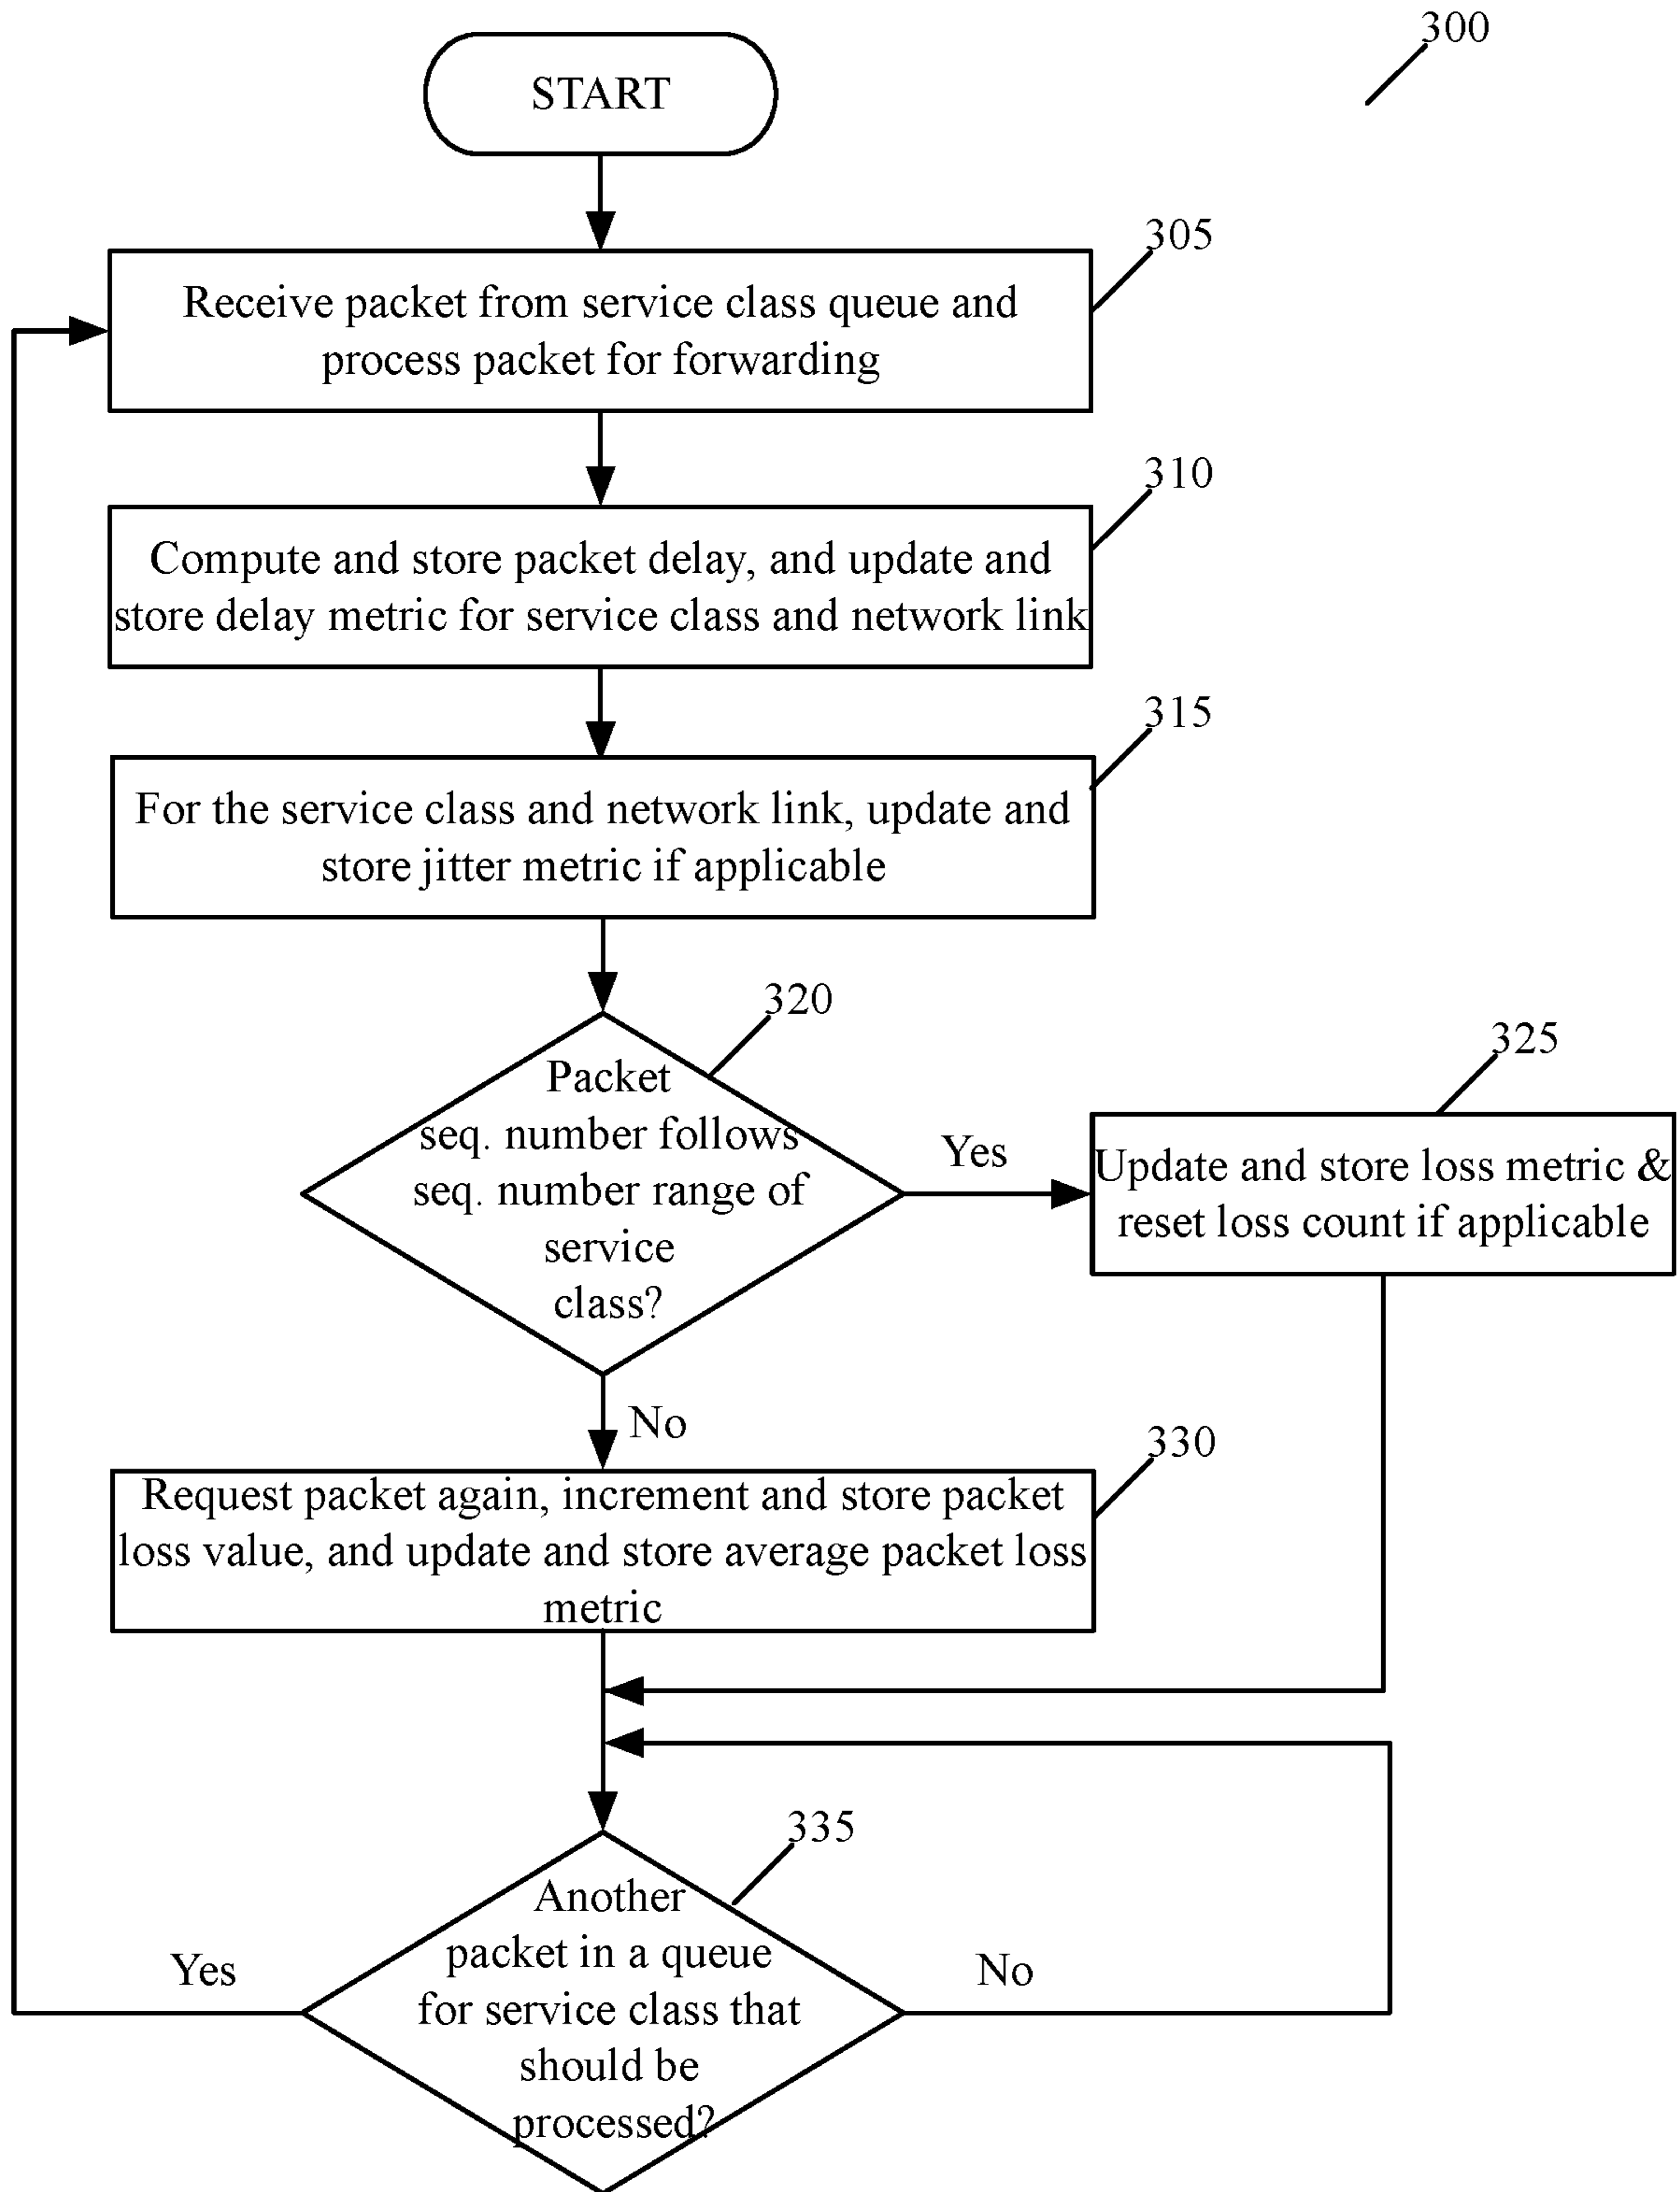 300
START
305
Receive packet from service class queue and
process packet for forwarding
310
Compute and store packet delay, and update and
store delay metric for service class and network link
315
For the service class and network link, update and
store jitter metric if applicable
320
Packet
seq. number follows
seq. number range of
service
class?
Yes
325
Update and store loss metric &
reset loss count if applicable
No
330
Request packet again, increment and store packet
loss value, and update and store average packet loss
metric
335
Another
packet in a queue
for service class that
should be
processed?
Yes
No